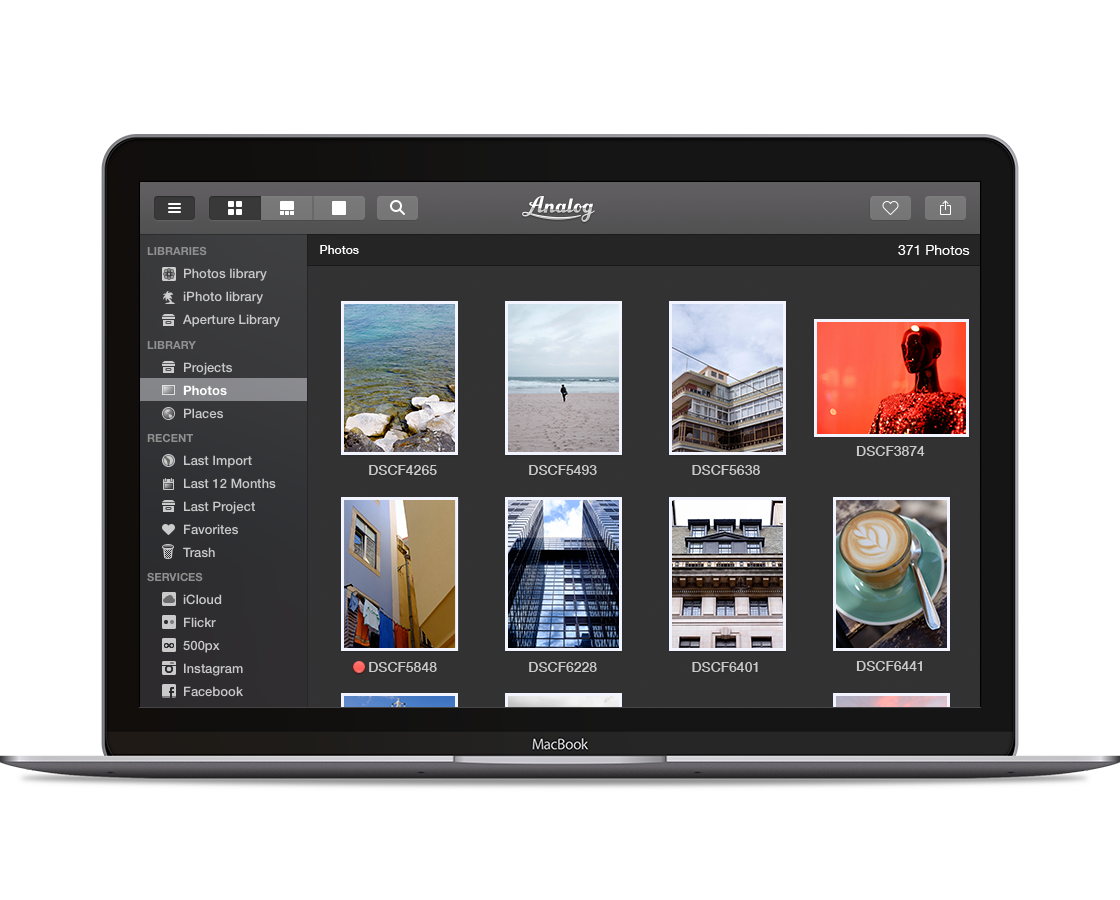 Analog
LIBRARIES
Photos library
iPhoto library
Aperture Library
LIBRARY
Projects
Photos
Places
RECENT
Last Import
Last 12 Months
Last Project
Favorites
Trash
SERVICES
iCloud
Flickr
500px
Instagram
Facebook
Photos
371 Photos
DSCF4265
DSCF5493
DSCF5638
DSCF3874
DSCF5848
DSCF6228
DSCF6401
DSCF6441
MacBook